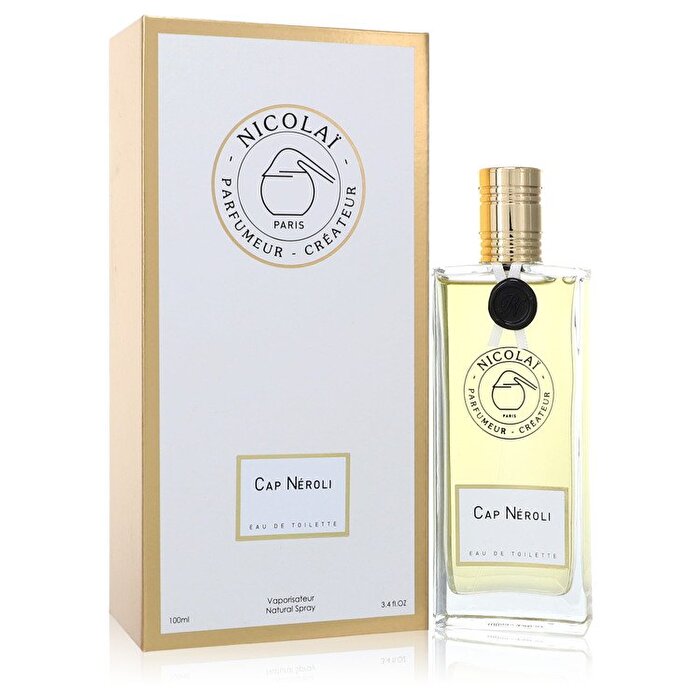 - NICOLAÏ -
PARIS
PARFUMEUR - CRÉATEUR
CAP NÉROLI
EAU DE TOILETTE
Vaporisateur
Natural Spray
100ml
3.4 fl.OZ
- NICOLAÏ -
PARIS
PARFUMEUR - CRÉATEUR
CAP NÉROLI
EAU DE TOILETTE